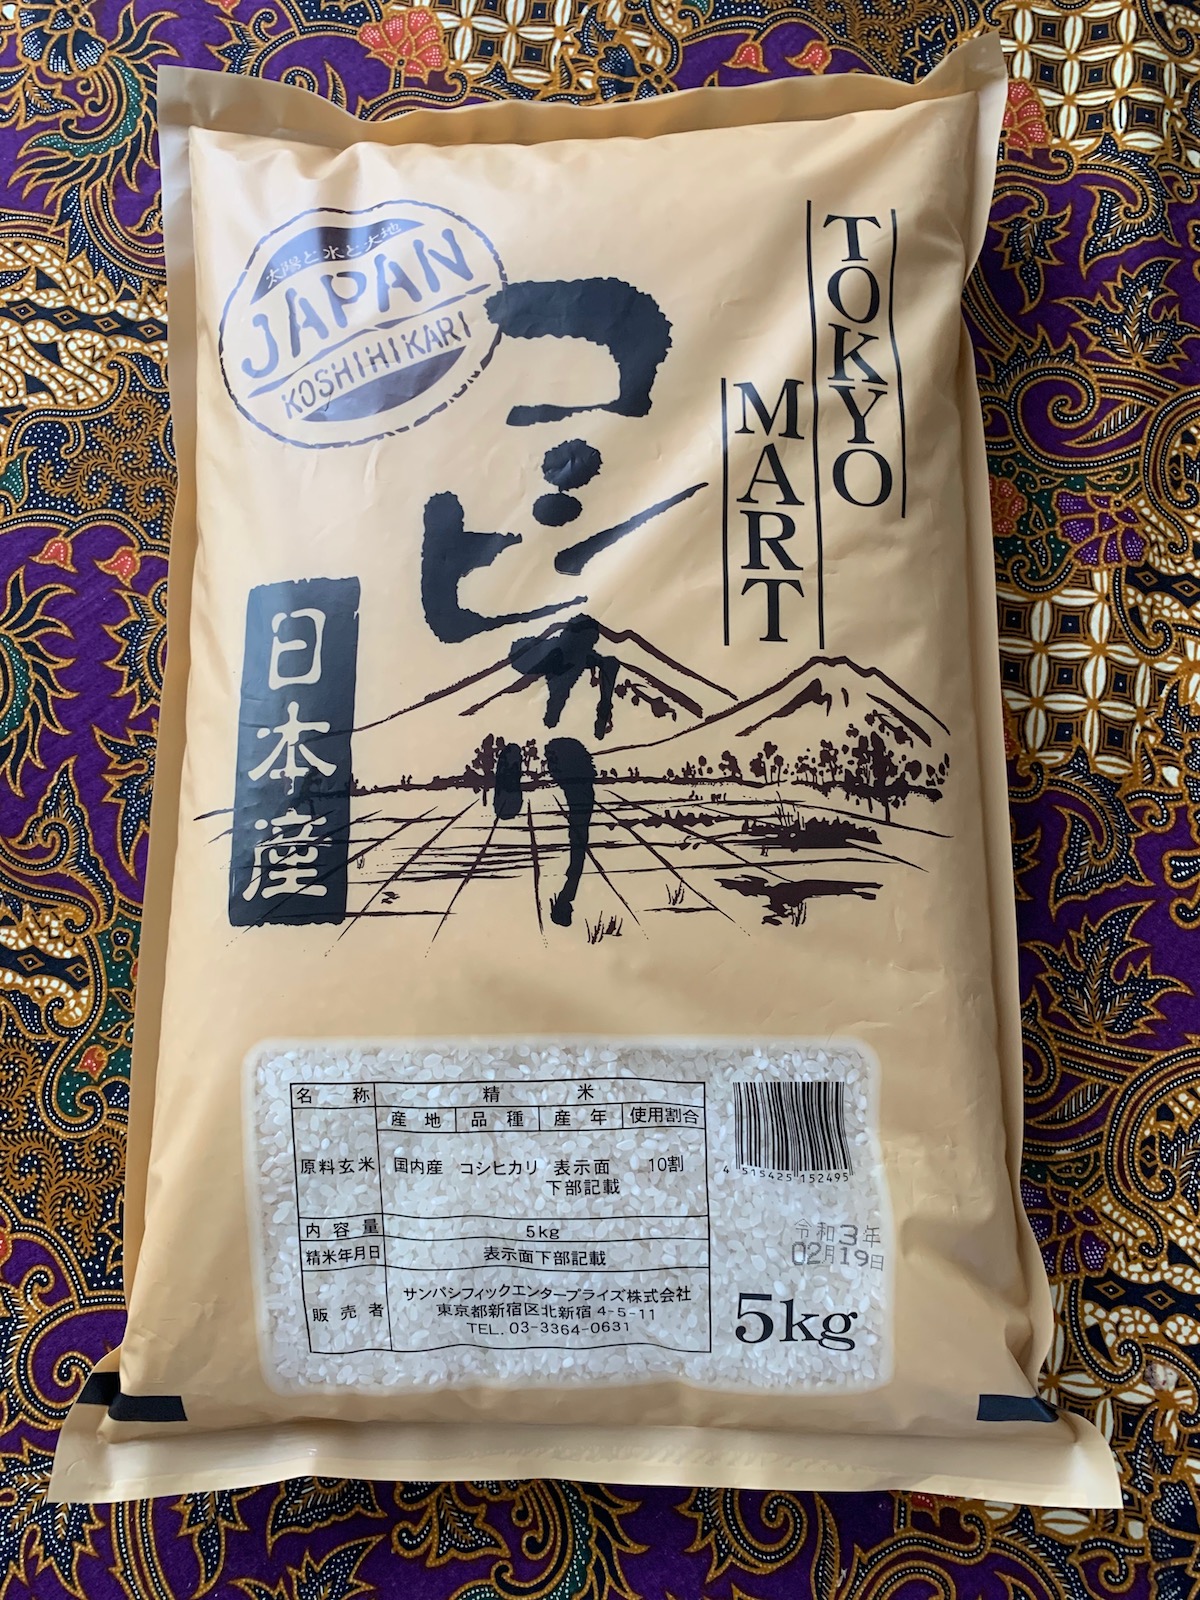 太陽と水と大地
JAPAN
KOSHIHIKARI
TOKYO
MART
コシヒカリ
日本産
名称 精米
産地 品種 産年 使用割合
原料玄米 国内産 コシヒカリ 表示面 10割
下部記載
内容量 5kg
精米年月日 表示面下部記載
販売者 サンパシフィックエンタープライズ株式会社
東京都新宿区北新宿4-5-11
TEL. 03-3364-0631
4 515425 152495
令和3年
02月19日
5kg